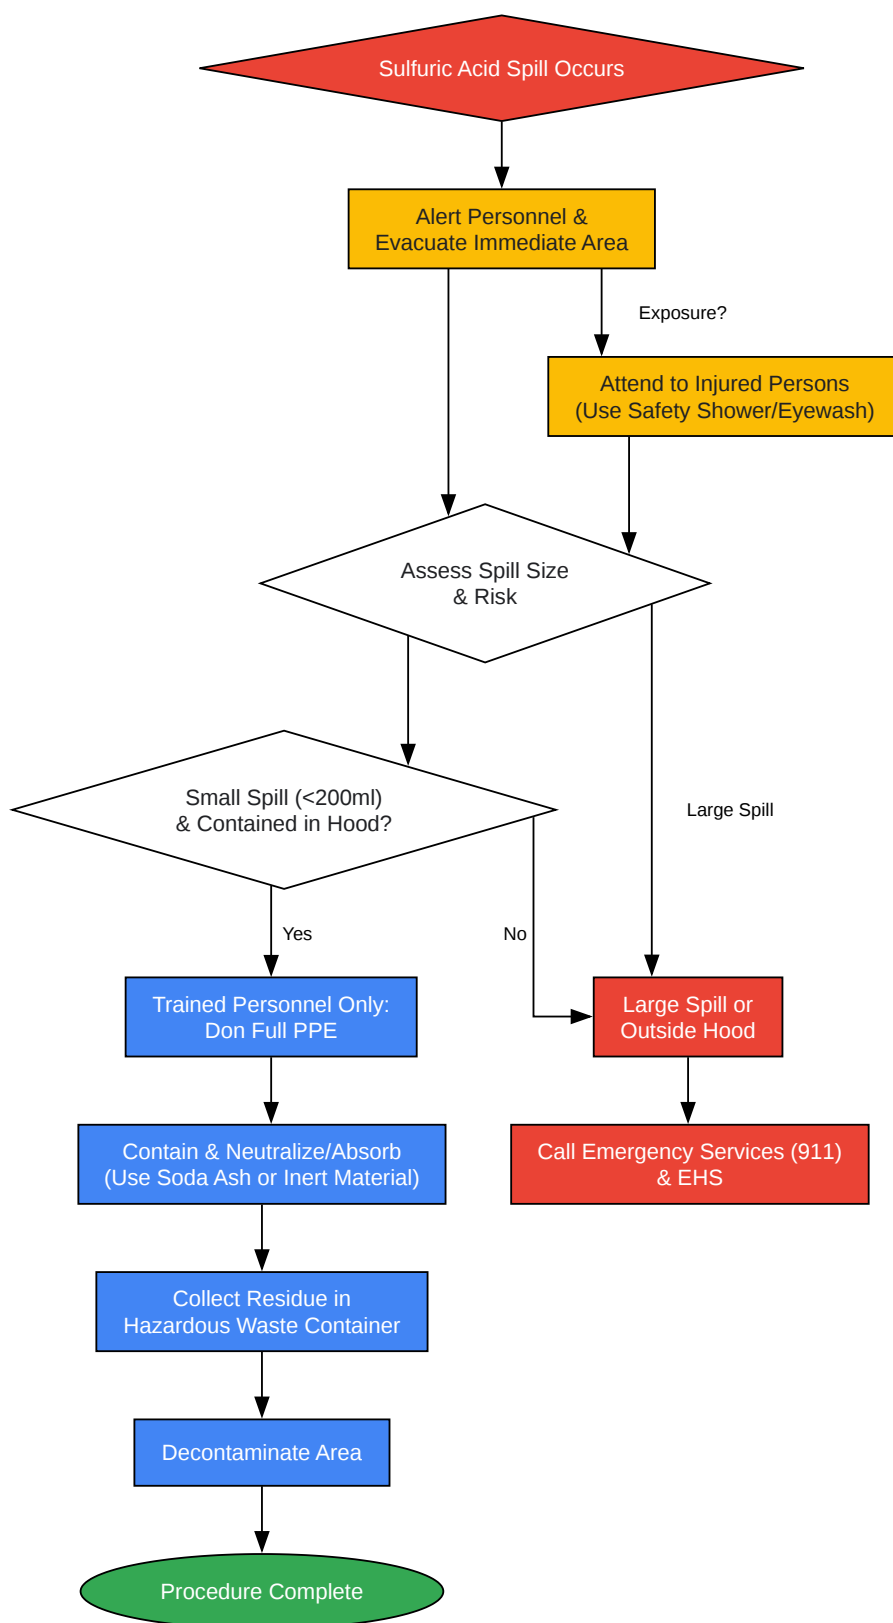 Sulfuric Acid Spill Occurs
Alert Personnel &
Evacuate Immediate Area
Exposure?
Attend to Injured Persons
(Use Safety Shower/Eyewash)
Assess Spill Size
& Risk
Small Spill (<200ml)
& Contained in Hood?
Large Spill
Yes
No
Trained Personnel Only:
Don Full PPE
Large Spill or
Outside Hood
Contain & Neutralize/Absorb
(Use Soda Ash or Inert Material)
Call Emergency Services (911)
& EHS
Collect Residue in
Hazardous Waste Container
Decontaminate Area
Procedure Complete